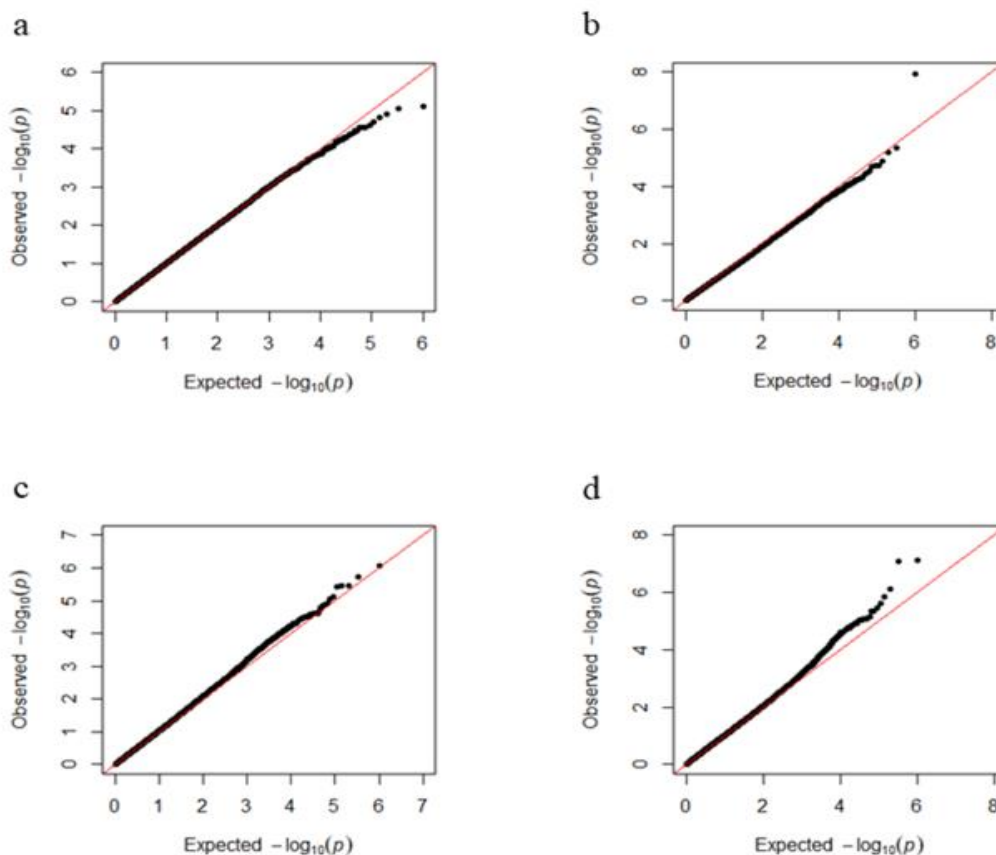 a
b
6
5
4
3
2
1
0
Observed −log10(p)
0 1 2 3 4 5 6
Expected −log10(p)
8
6
4
2
0
Observed −log10(p)
0 2 4 6 8
Expected −log10(p)
c
d
7
6
5
4
3
2
1
0
Observed −log10(p)
0 1 2 3 4 5 6 7
Expected −log10(p)
8
6
4
2
0
Observed −log10(p)
0 2 4 6 8
Expected −log10(p)